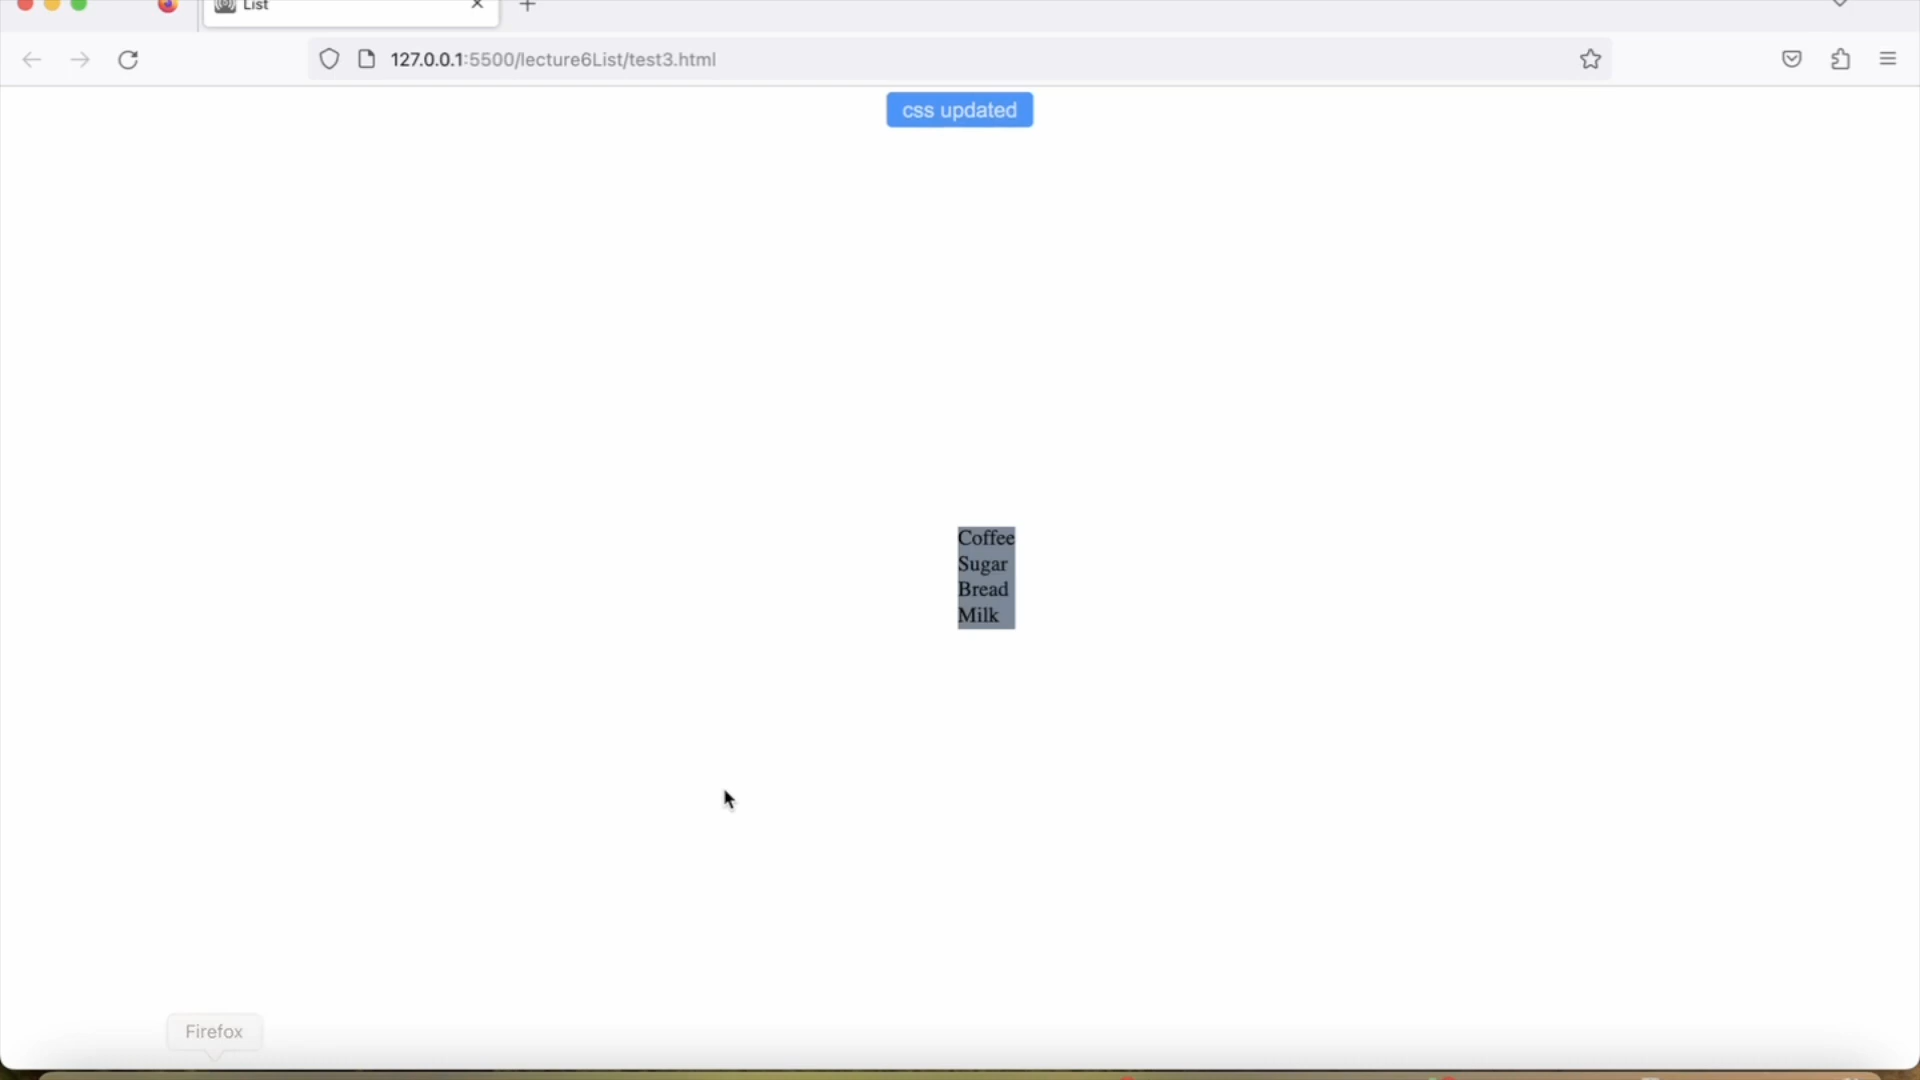 List
127.0.0.1:5500/lecture6List/test3.html
css updated
Coffee
Sugar
Bread
Milk
Firefox